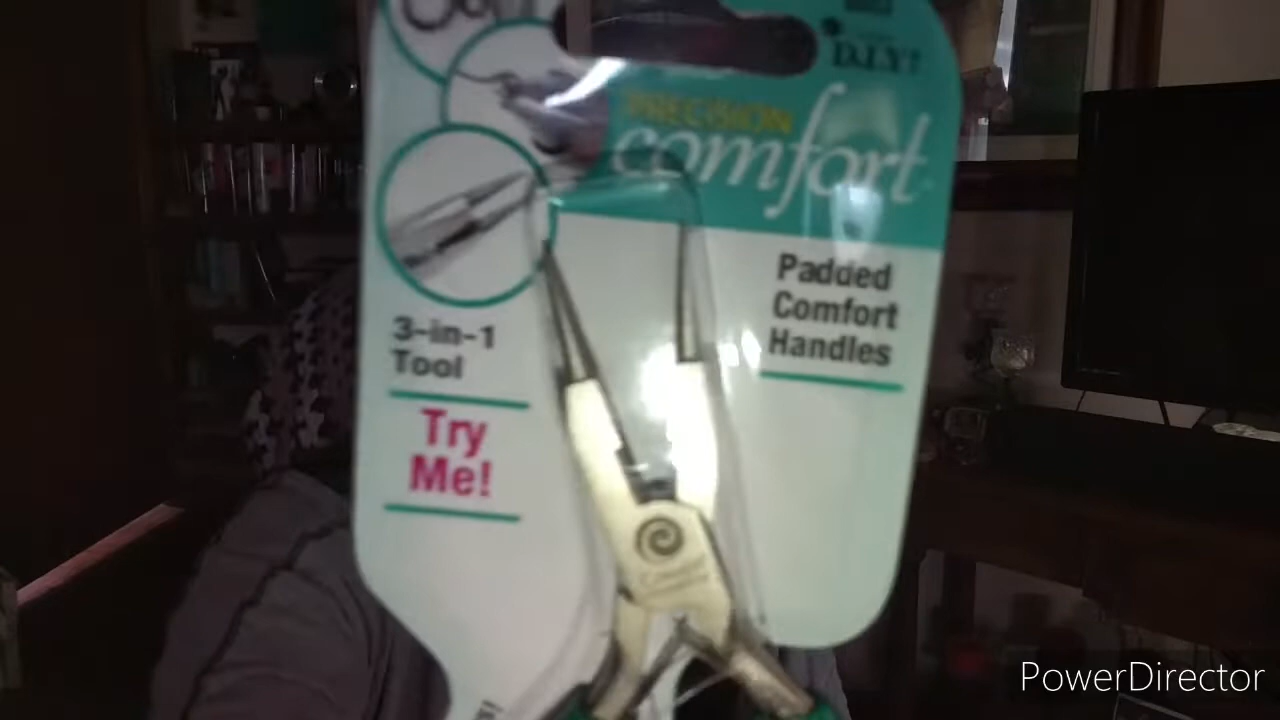 D.I.Y!
PRECISION
comfort
Padded
Comfort
Handles
3-in-1
Tool
Try
Me!
PowerDirector